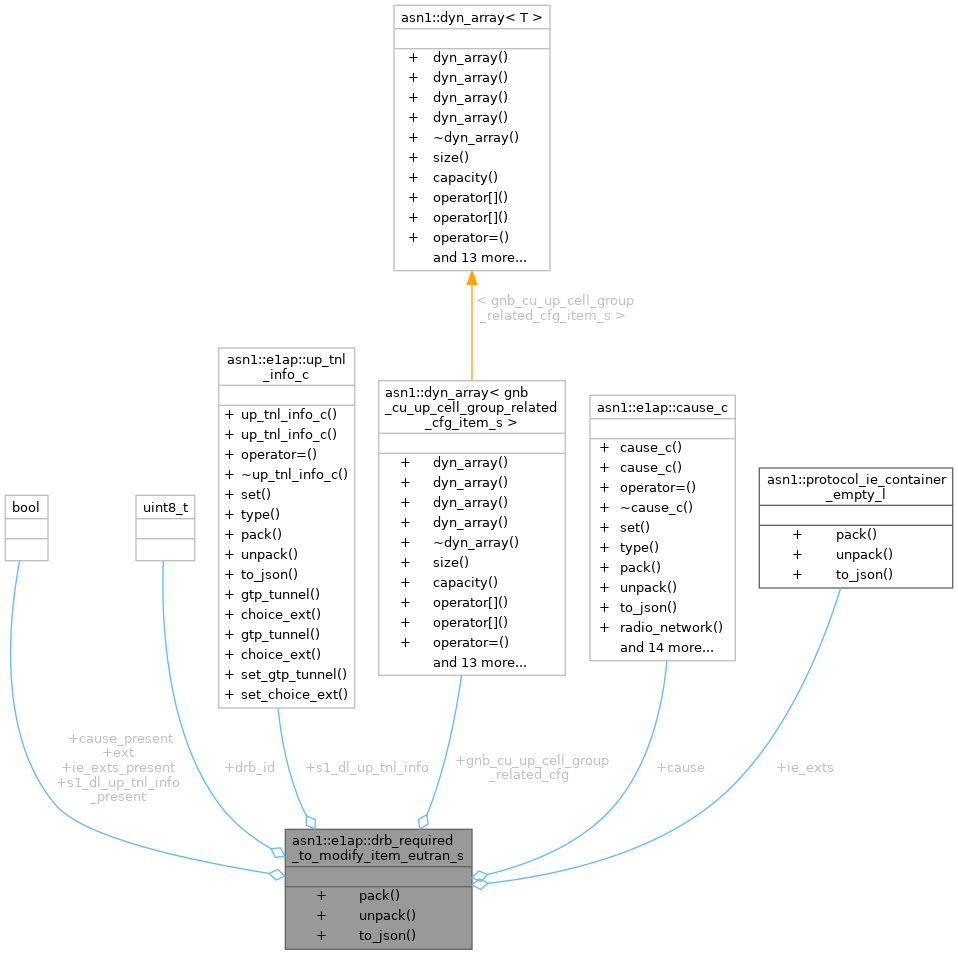 asn1::dyn_array< T >
+ dyn_array()
+ dyn_array()
+ dyn_array()
+ dyn_array()
+ ~dyn_array()
+ size()
+ capacity()
+ operator[]()
+ operator[]()
+ operator=()
and 13 more...
< gnb_cu_up_cell_group
_related_cfg_item_s >
asn1::e1ap::up_tnl
_info_c
+ up_tnl_info_c()
+ up_tnl_info_c()
+ operator=()
+ ~up_tnl_info_c()
+ set()
+ type()
+ pack()
+ unpack()
+ to_json()
+ gtp_tunnel()
+ choice_ext()
+ gtp_tunnel()
+ choice_ext()
+ set_gtp_tunnel()
+ set_choice_ext()
asn1::dyn_array< gnb
_cu_up_cell_group_related
_cfg_item_s >
+ dyn_array()
+ dyn_array()
+ dyn_array()
+ dyn_array()
+ ~dyn_array()
+ size()
+ capacity()
+ operator[]()
+ operator[]()
+ operator=()
and 13 more...
asn1::e1ap::cause_c
+ cause_c()
+ cause_c()
+ operator=()
+ ~cause_c()
+ set()
+ type()
+ pack()
+ unpack()
+ to_json()
+ radio_network()
and 14 more...
asn1::protocol_ie_container
_empty_l
+ pack()
+ unpack()
+ to_json()
bool
uint8_t
+cause_present
+ext
+ie_exts_present
+s1_dl_up_tnl_info
_present
+drb_id
+s1_dl_up_tnl_info
+gnb_cu_up_cell_group
_related_cfg
+cause
+ie_exts
asn1::e1ap::drb_required
_to_modify_item_eutran_s
+ pack()
+ unpack()
+ to_json()